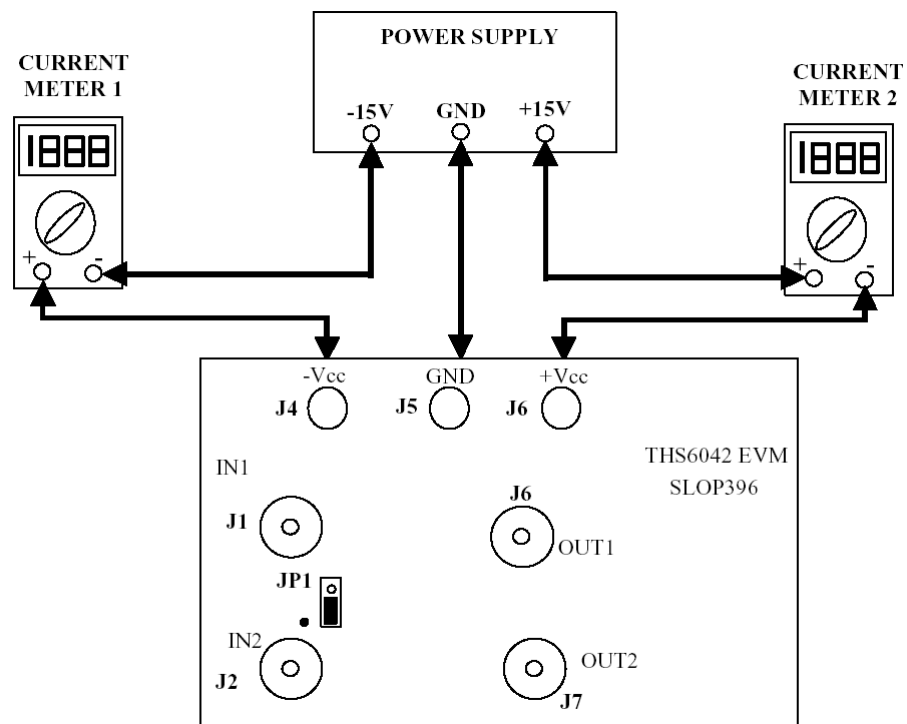 POWER SUPPLY
-15V GND +15V
CURRENT
METER 1
1888
+ -
CURRENT
METER 2
1888
+ -
-Vcc GND +Vcc
J4 J5 J6
THS6042 EVM
SLOP396
IN1
J1
J6
OUT1
JP1
IN2
J2
OUT2
J7